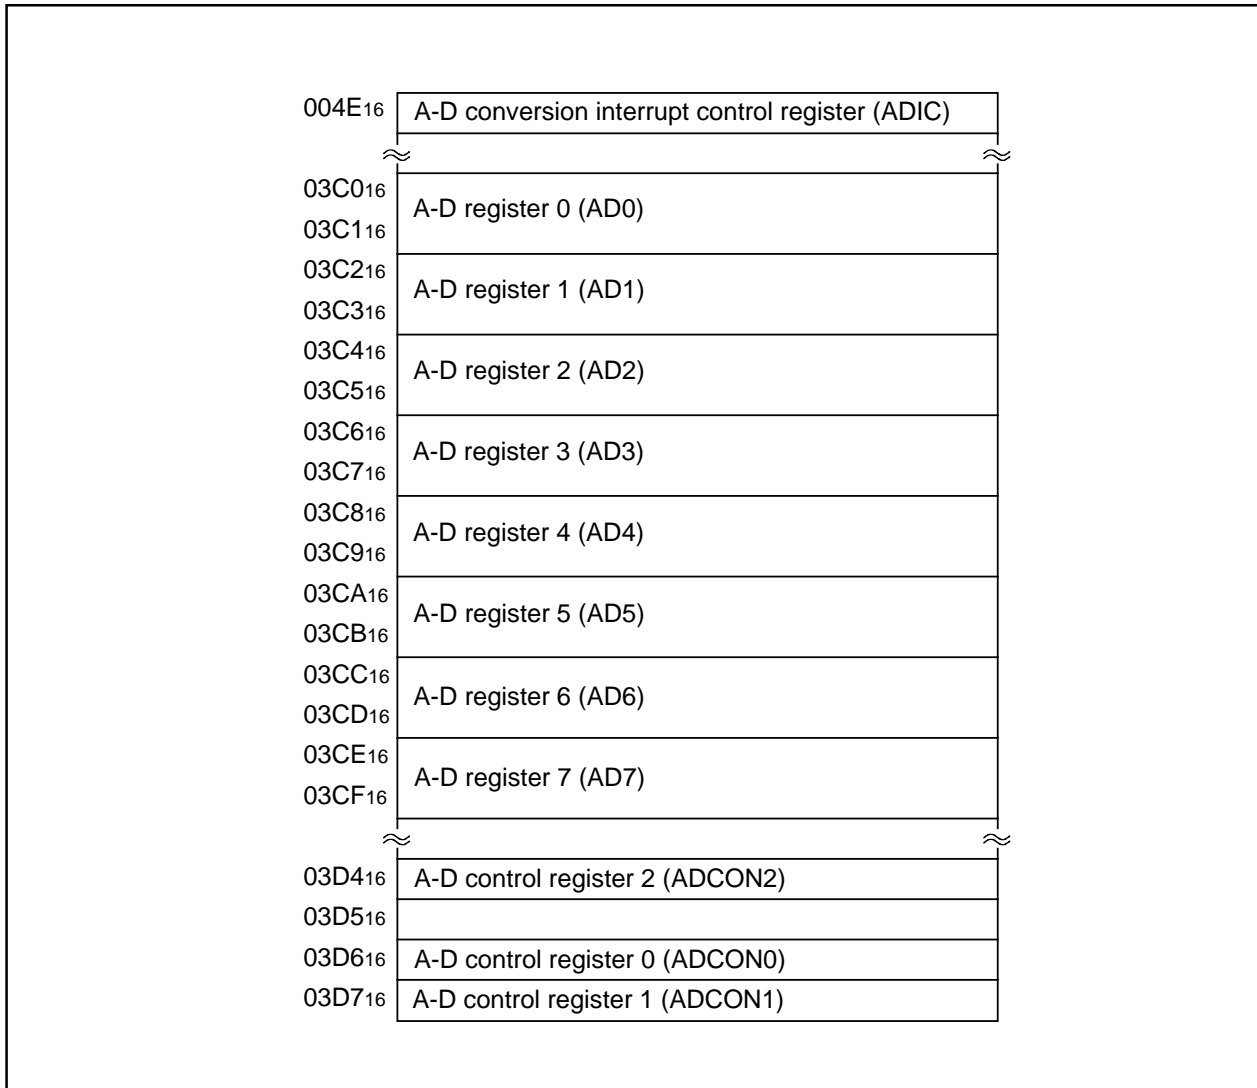 004E16 A-D conversion interrupt control register (ADIC)
03C016
A-D register 0 (AD0)
03C116
03C216
A-D register 1 (AD1)
03C316
03C416
A-D register 2 (AD2)
03C516
03C616
A-D register 3 (AD3)
03C716
03C816
A-D register 4 (AD4)
03C916
03CA16
A-D register 5 (AD5)
03CB16
03CC16
A-D register 6 (AD6)
03CD16
03CE16
A-D register 7 (AD7)
03CF16
03D416 A-D control register 2 (ADCON2)
03D516
03D616 A-D control register 0 (ADCON0)
03D716 A-D control register 1 (ADCON1)